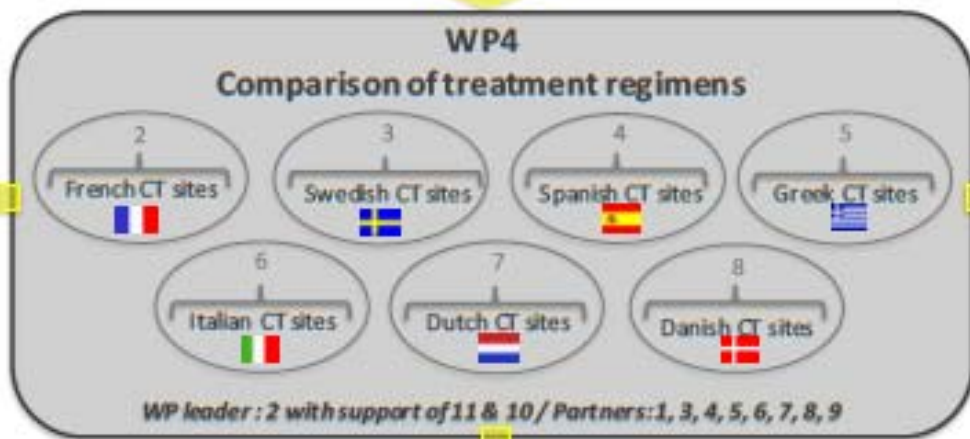 WP4
Comparison of treatment regimens
2 3 4 5
French CT sites Swedish CT sites Spanish CT sites Greek CT sites
6 7 8
Italian CT sites Dutch CT sites Danish CT sites
WP leader : 2 with support of 11 & 10 / Partners: 1, 3, 4, 5, 6, 7, 8, 9